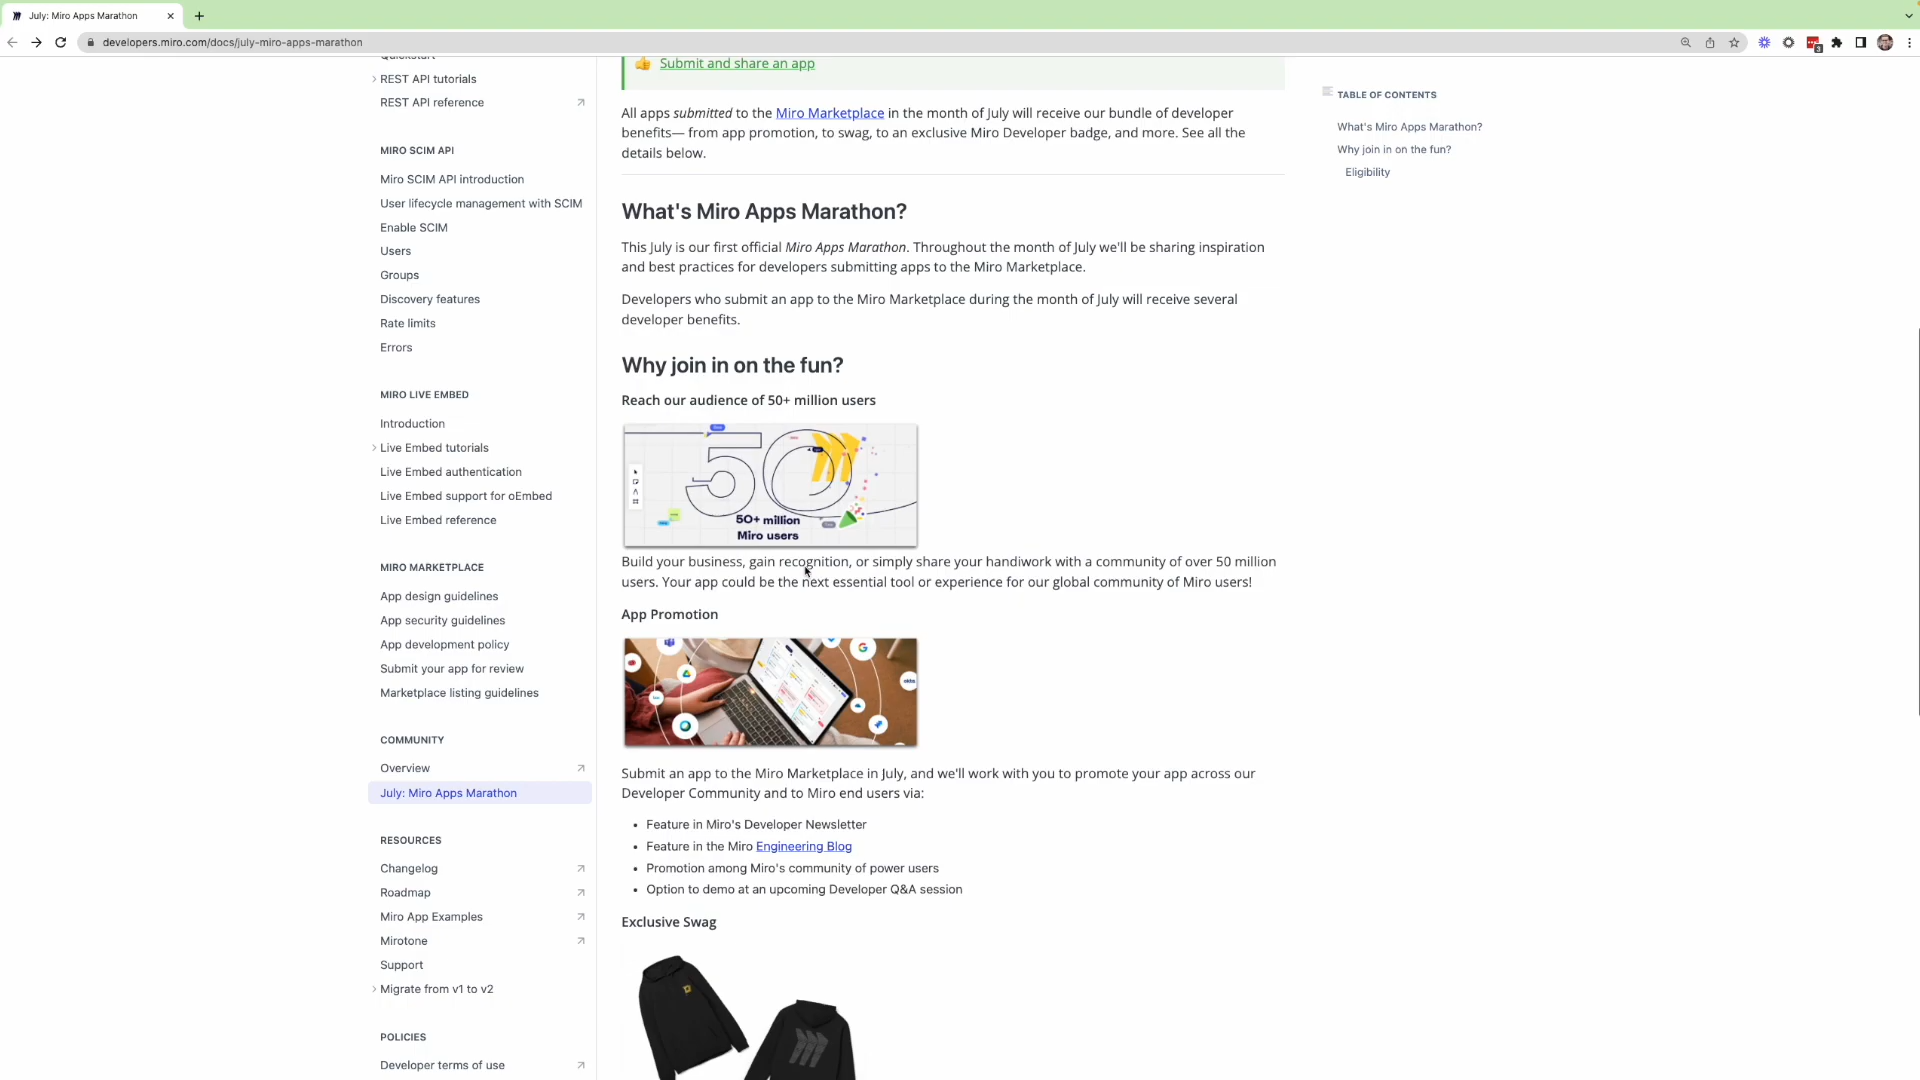 July: Miro Apps Marathon
developers.miro.com/docs/july-miro-apps-marathon
Quickstart
REST API tutorials
REST API reference
MIRO SCIM API
Miro SCIM API introduction
User lifecycle management with SCIM
Enable SCIM
Users
Groups
Discovery features
Rate limits
Errors
MIRO LIVE EMBED
Introduction
Live Embed tutorials
Live Embed authentication
Live Embed support for oEmbed
Live Embed reference
MIRO MARKETPLACE
App design guidelines
App security guidelines
App development policy
Submit your app for review
Marketplace listing guidelines
COMMUNITY
Overview
July: Miro Apps Marathon
RESOURCES
Changelog
Roadmap
Miro App Examples
Mirotone
Support
Migrate from v1 to v2
POLICIES
Developer terms of use
👍 Submit and share an app
All apps submitted to the Miro Marketplace in the month of July will receive our bundle of developer
benefits— from app promotion, to swag, to an exclusive Miro Developer badge, and more. See all the
details below.
What's Miro Apps Marathon?
This July is our first official Miro Apps Marathon. Throughout the month of July we'll be sharing inspiration
and best practices for developers submitting apps to the Miro Marketplace.
Developers who submit an app to the Miro Marketplace during the month of July will receive several
developer benefits.
Why join in on the fun?
Reach our audience of 50+ million users
50
50+ million
Miro users
Build your business, gain recognition, or simply share your handiwork with a community of over 50 million
users. Your app could be the next essential tool or experience for our global community of Miro users!
App Promotion
Submit an app to the Miro Marketplace in July, and we'll work with you to promote your app across our
Developer Community and to Miro end users via:
• Feature in Miro's Developer Newsletter
• Feature in the Miro Engineering Blog
• Promotion among Miro's community of power users
• Option to demo at an upcoming Developer Q&A session
Exclusive Swag
TABLE OF CONTENTS
What's Miro Apps Marathon?
Why join in on the fun?
Eligibility